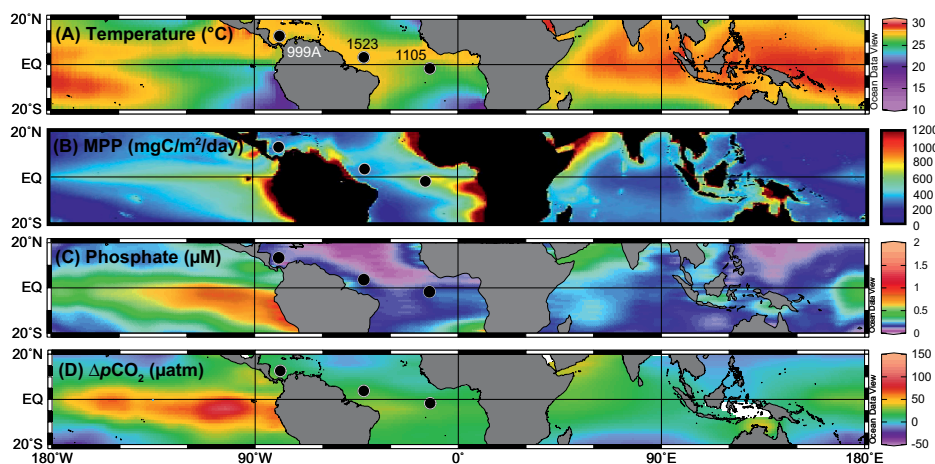 20˚N
(A) Temperature (°C)
999A
1523
1105
EQ
20˚S
Ocean Data View
30
25
20
15
10
20˚N
(B) MPP (mgC/m²/day)
EQ
20˚S
1200
1000
800
600
400
200
0
20˚N
(C) Phosphate (µM)
EQ
20˚S
Ocean Data View
2
1.5
1
0.5
0
20˚N
(D) ΔpCO₂ (µatm)
EQ
20˚S
Ocean Data View
150
100
50
0
-50
180˚W
90˚W
0˚
90˚E
180˚E